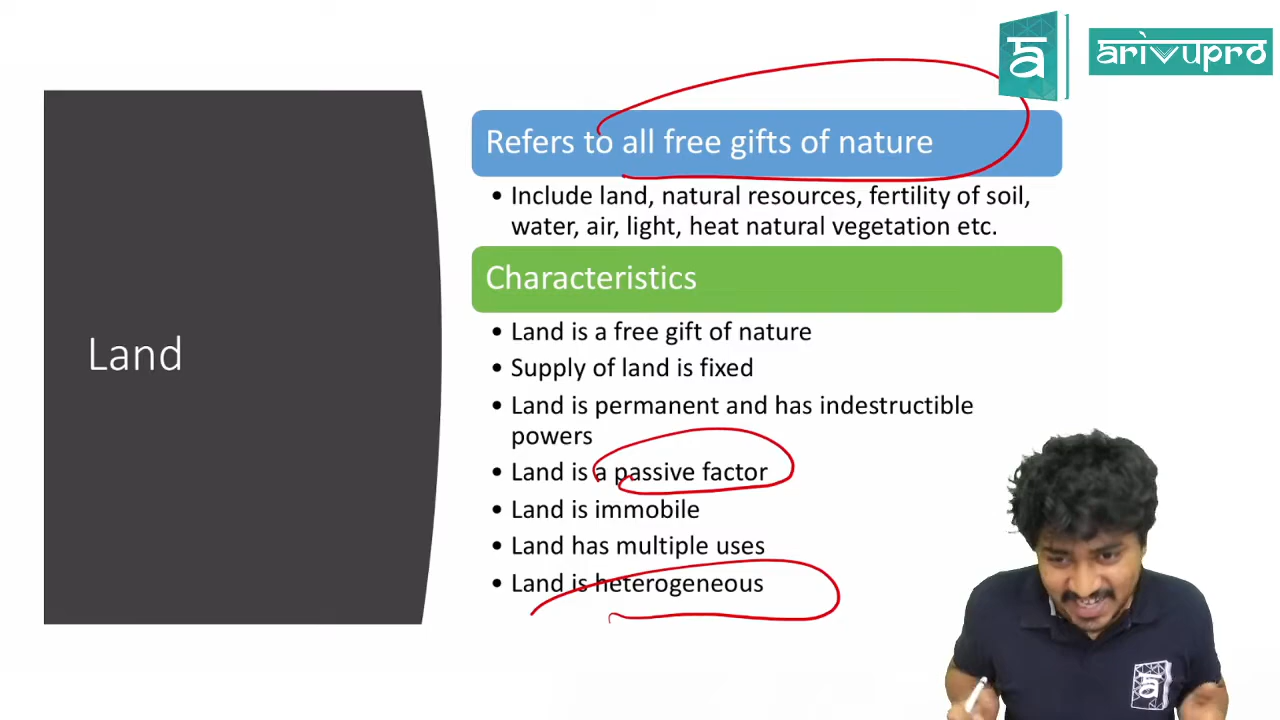 arivupro
Refers to all free gifts of nature
• Include land, natural resources, fertility of soil,
water, air, light, heat natural vegetation etc.
Characteristics
• Land is a free gift of nature
• Supply of land is fixed
• Land is permanent and has indestructible
powers
• Land is a passive factor
• Land is immobile
• Land has multiple uses
• Land is heterogeneous
Land